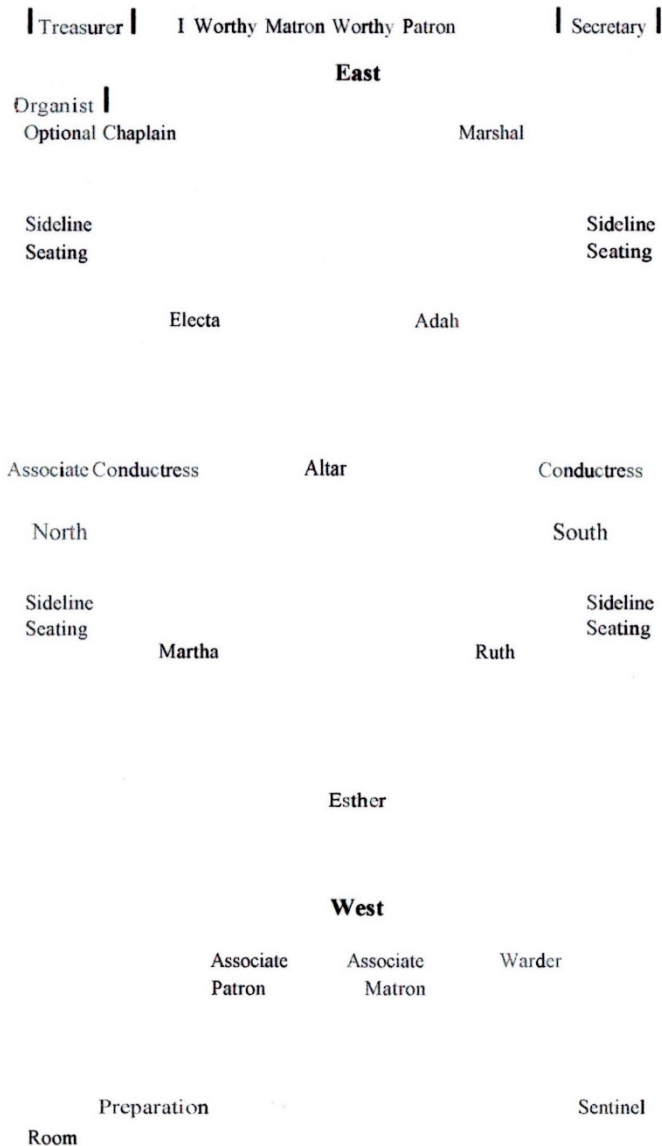 Treasurer I Worthy Matron Worthy Patron Secretary
East
Organist
Optional Chaplain Marshal
Sideline Sideline
Seating Seating
Electa Adah
Associate Conductress Altar Conductress
North South
Sideline Sideline
Seating Seating
Martha Ruth
Esther
West
Associate Associate Warder
Patron Matron
Preparation Sentinel
Room